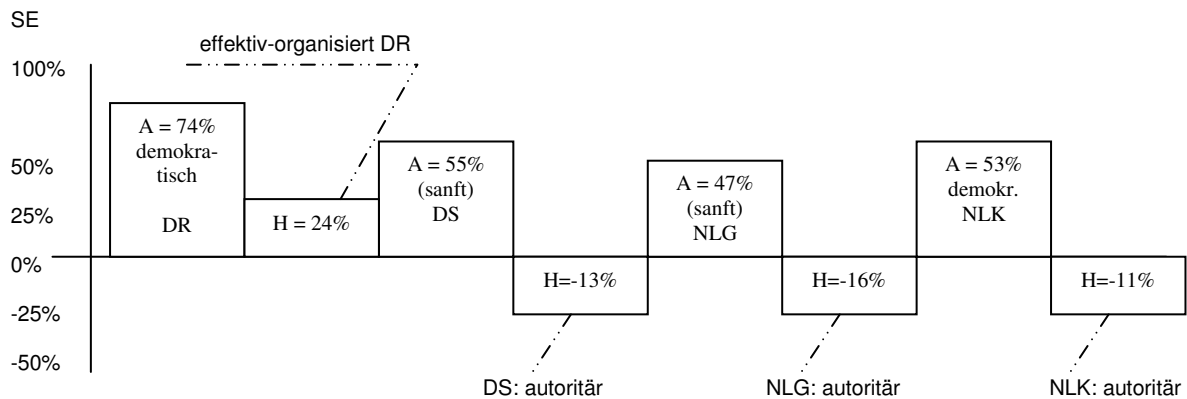 SE
effektiv-organisiert DR
100%
A = 74%
demokra-
tisch
DR
H = 24%
A = 55%
(sanft)
DS
A = 47%
(sanft)
NLG
A = 53%
demokr.
NLK
50%
25%
0%
H=-13%
H=-16%
H=-11%
-25%
-50%
DS: autoritär
NLG: autoritär
NLK: autoritär